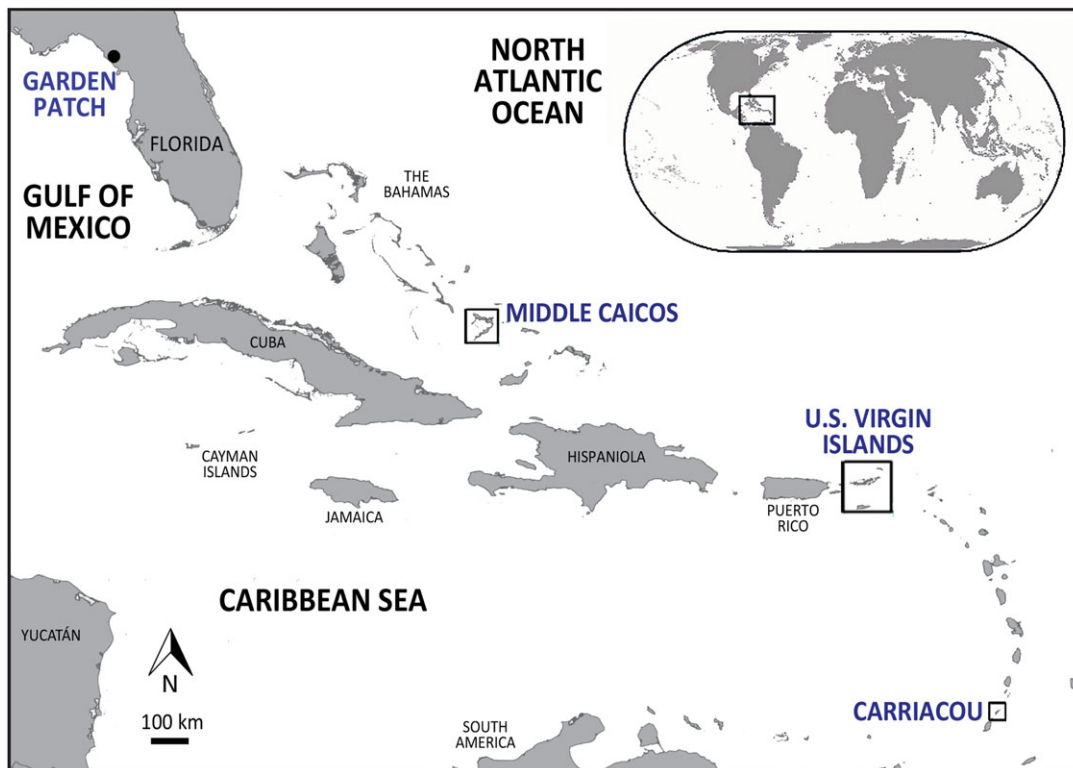 NORTH
ATLANTIC
OCEAN
GARDEN
PATCH
FLORIDA
THE
BAHAMAS
GULF OF
MEXICO
MIDDLE CAICOS
CUBA
U.S. VIRGIN
ISLANDS
CAYMAN
ISLANDS
HISPANIOLA
JAMAICA
PUERTO
RICO
CARIBBEAN SEA
YUCATÁN
N
100 km
SOUTH
AMERICA
CARRIACOU